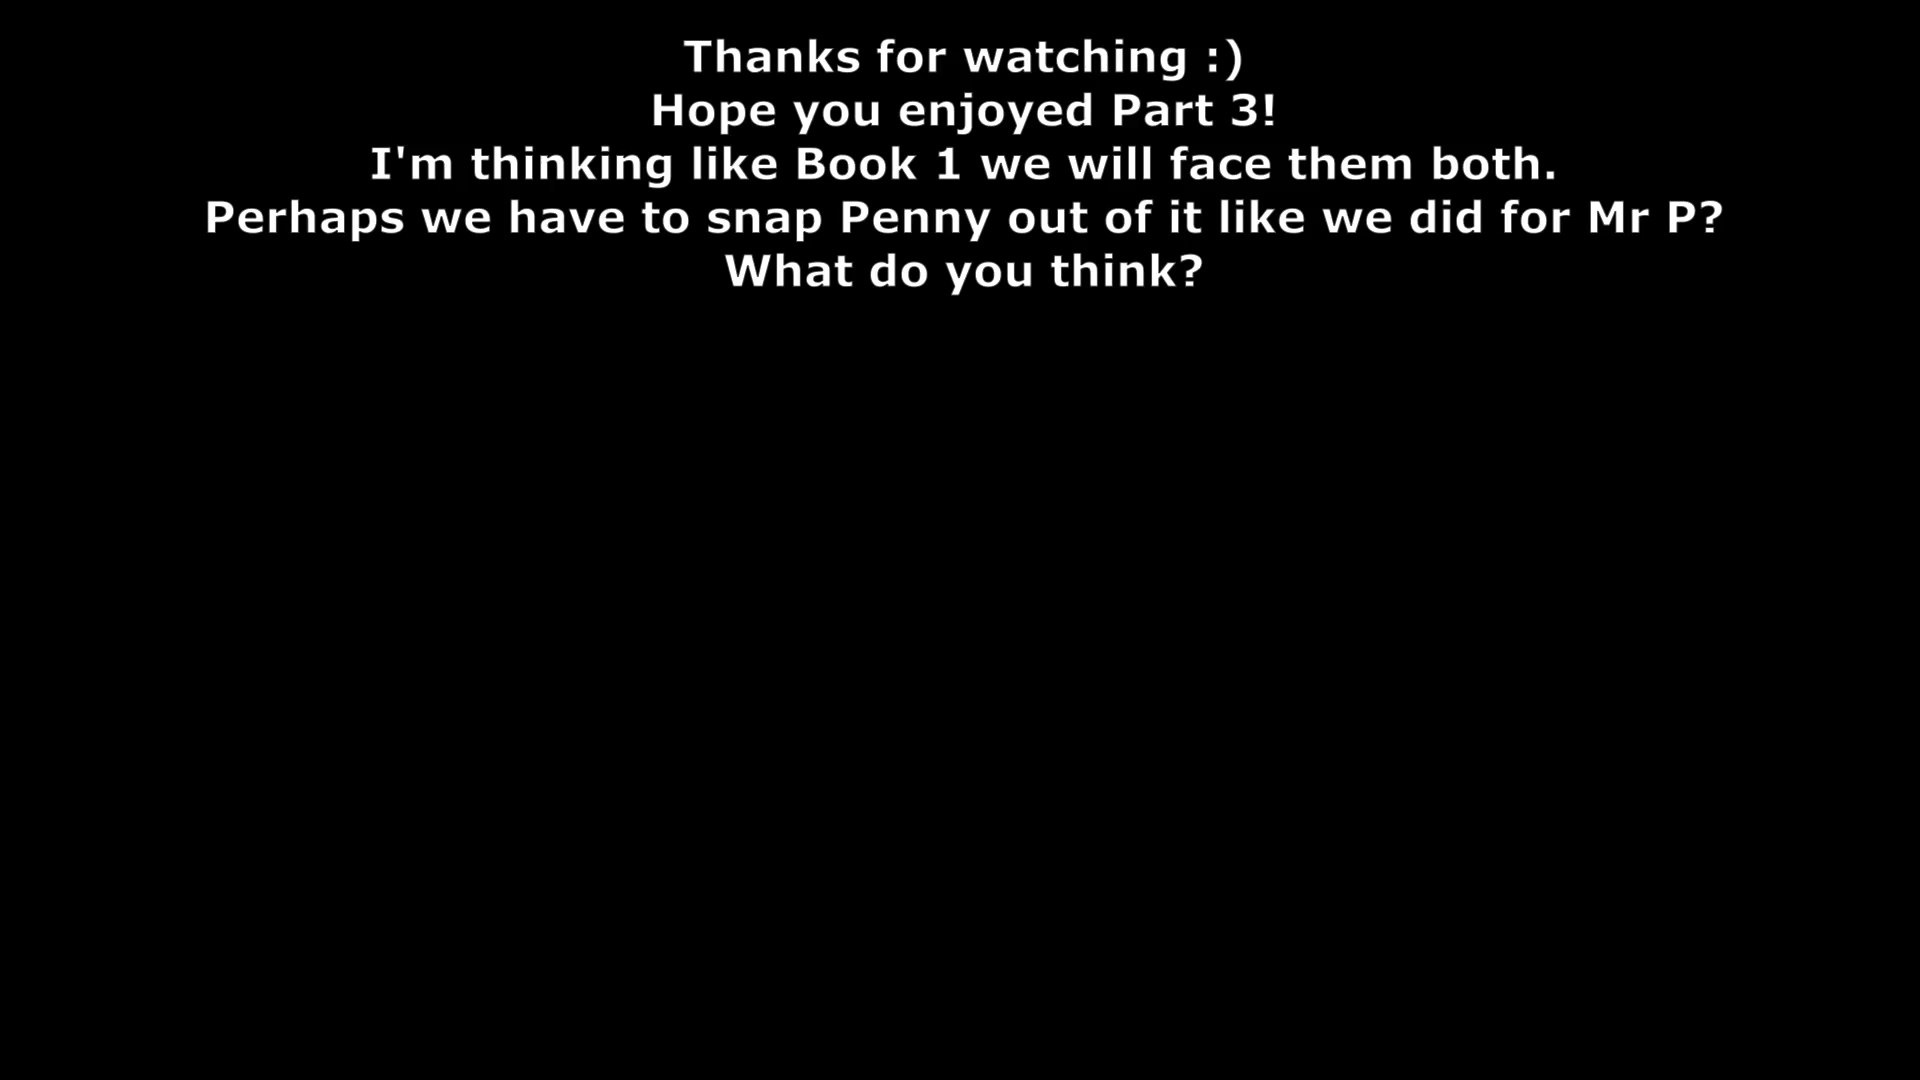 Thanks for watching :)
Hope you enjoyed Part 3!
I'm thinking like Book 1 we will face them both.
Perhaps we have to snap Penny out of it like we did for Mr P?
What do you think?